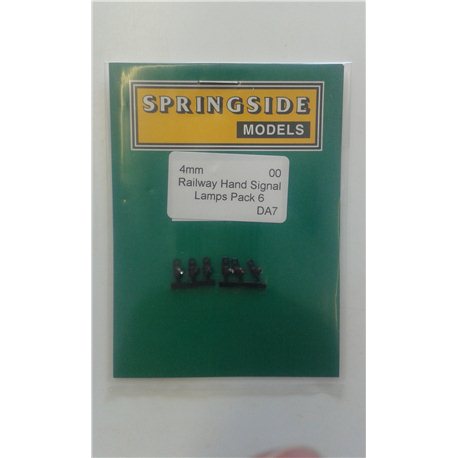 SPRINGSIDE
MODELS
4mm 00
Railway Hand Signal
Lamps Pack 6
DA7